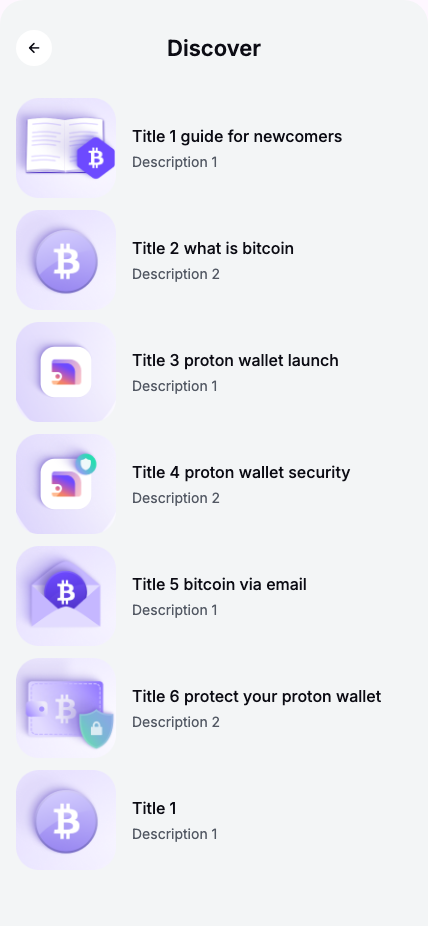 Discover
Title 1 guide for newcomers
Description 1
Title 2 what is bitcoin
Description 2
Title 3 proton wallet launch
Description 1
Title 4 proton wallet security
Description 2
Title 5 bitcoin via email
Description 1
Title 6 protect your proton wallet
Description 2
Title 1
Description 1